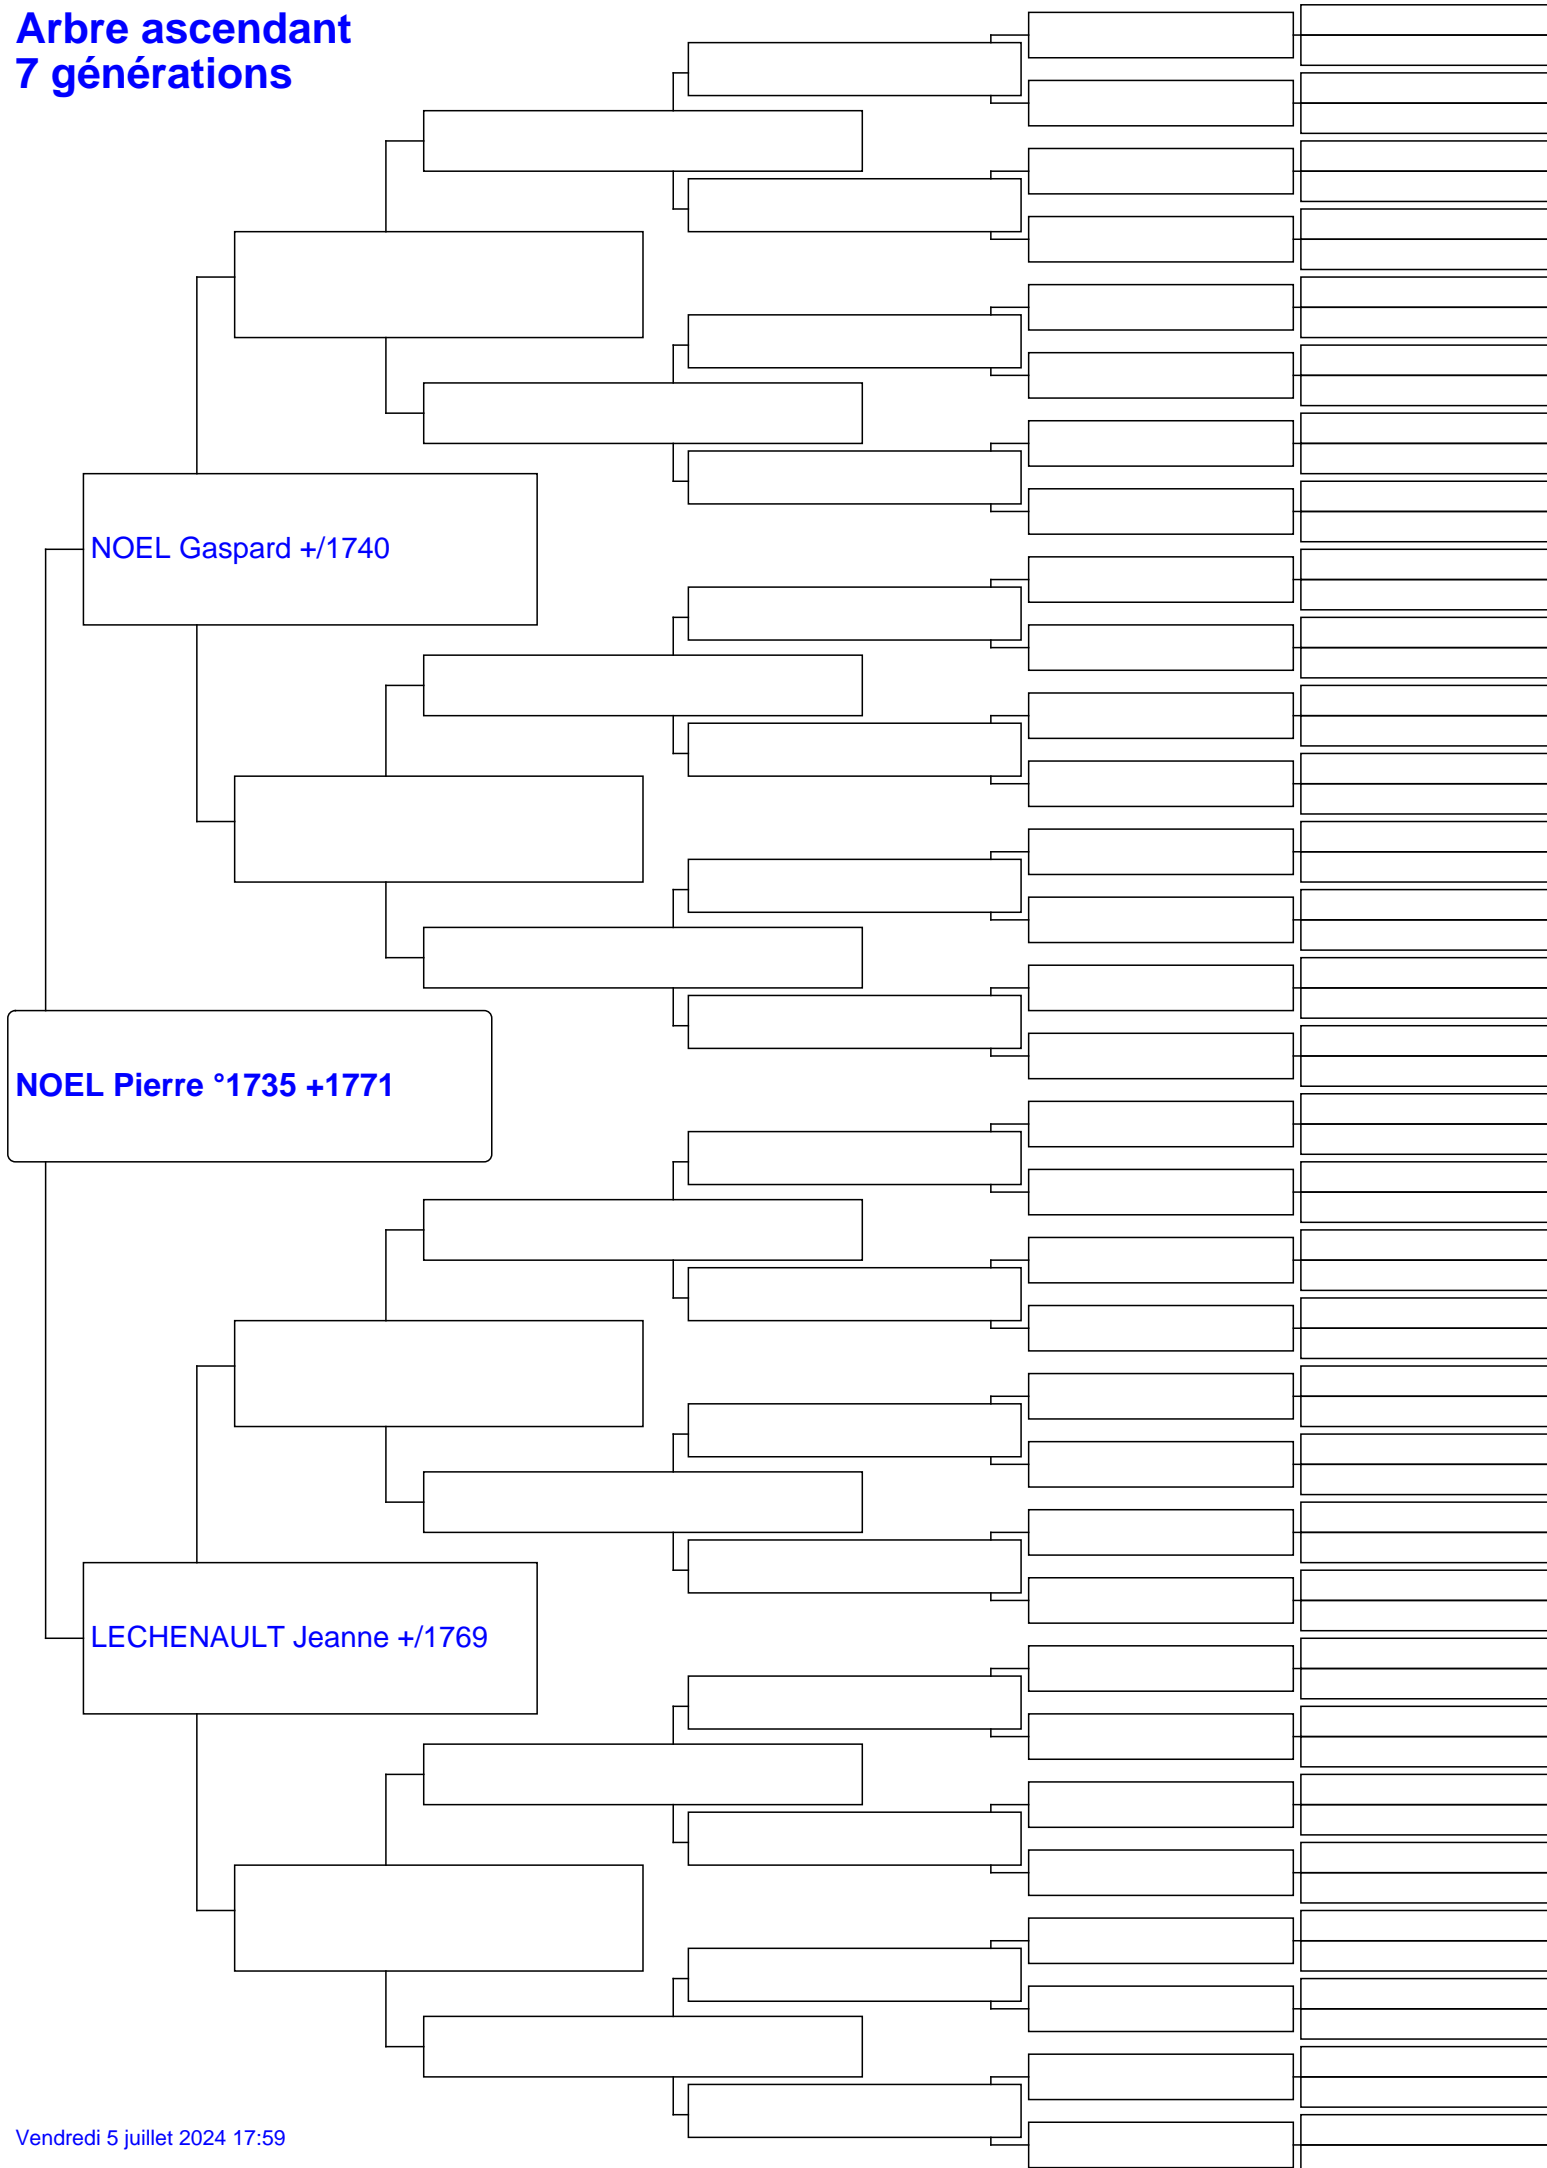 Arbre ascendant
7 générations
NOEL Gaspard +/1740
NOEL Pierre °1735 +1771
LECHENAULT Jeanne +/1769
Vendredi 5 juillet 2024 17:59